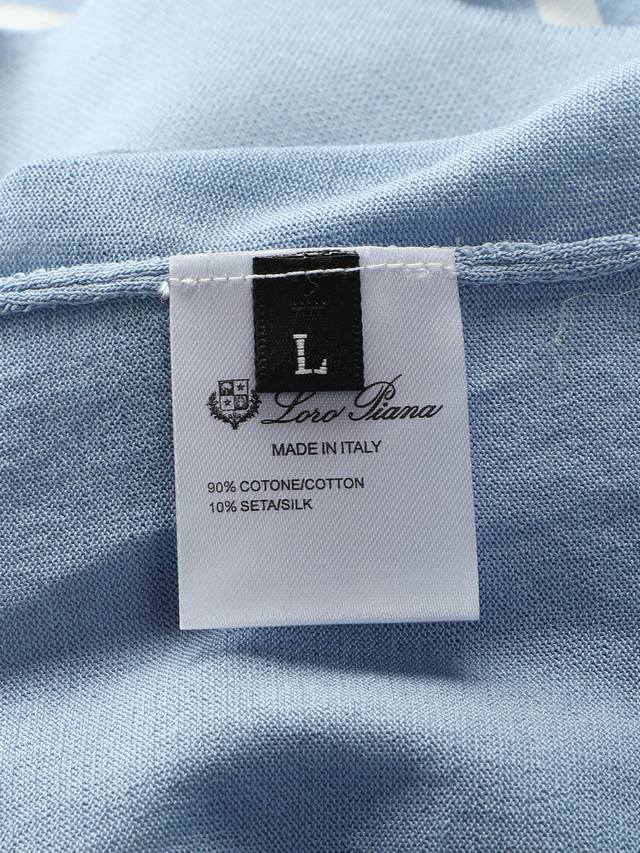 L
Loro Piana
MADE IN ITALY
90% COTONE/COTTON
10% SETA/SILK